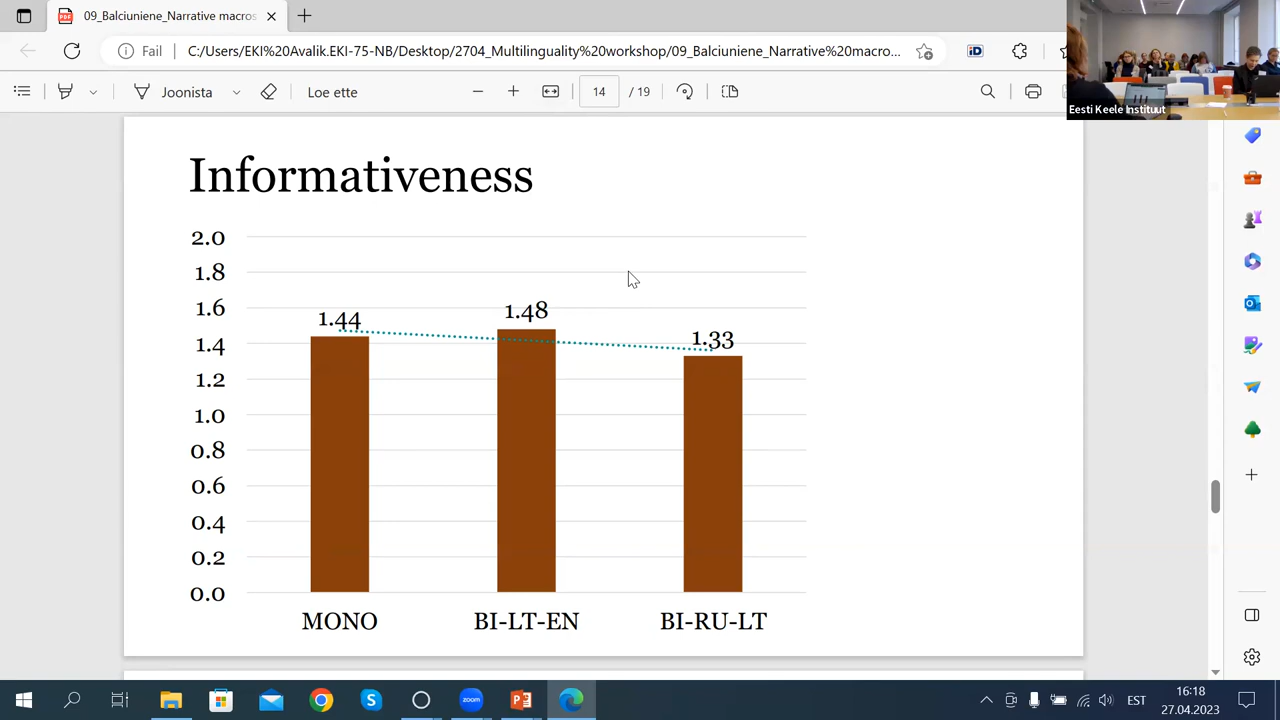 09_Balciuniene_Narrative macros
Fail
C:/Users/EKI%20Avalik.EKI-75-NB/Desktop/2704_Multilinguality%20workshop/09_Balciuniene_Narrative%20macro...
iD
Joonista
Loe ette
14 / 19
Eesti Keele Instituut
Informativeness
2.0
1.8
1.6
1.4
1.2
1.0
0.8
0.6
0.4
0.2
0.0
1.44
1.48
1.33
MONO
BI-LT-EN
BI-RU-LT
zoom
EST
16:18
27.04.2023